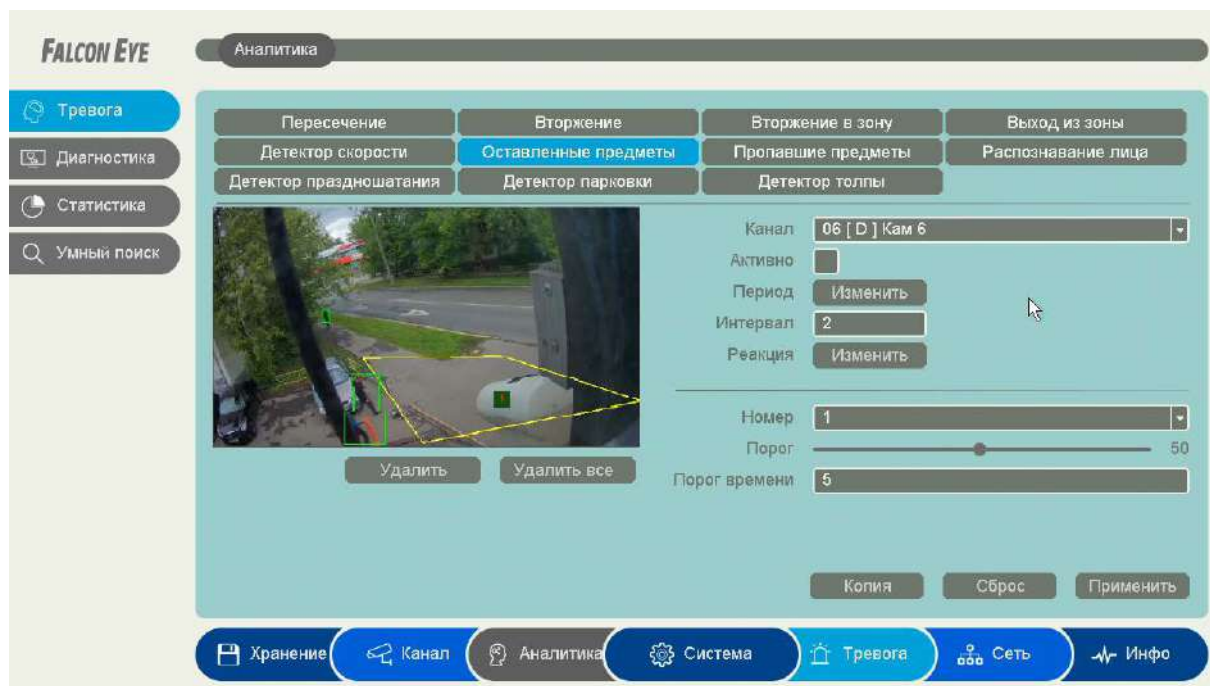 FALCON EYE
Аналитика
Тревога
Диагностика
Статистика
Умный поиск
Пересечение Вторжение Вторжение в зону Выход из зоны
Детектор скорости Оставленные предметы Пропавшие предметы Распознавание лица
Детектор праздношатания Детектор парковки Детектор толпы
Канал 06 [ D ] Кам 6
Активно
Период Изменить
Интервал 2
Реакция Изменить
Номер 1
Порог 50
Порог времени 5
Удалить Удалить все
Копия Сброс Применить
Хранение Канал Аналитика Система Тревога Сеть Инфо